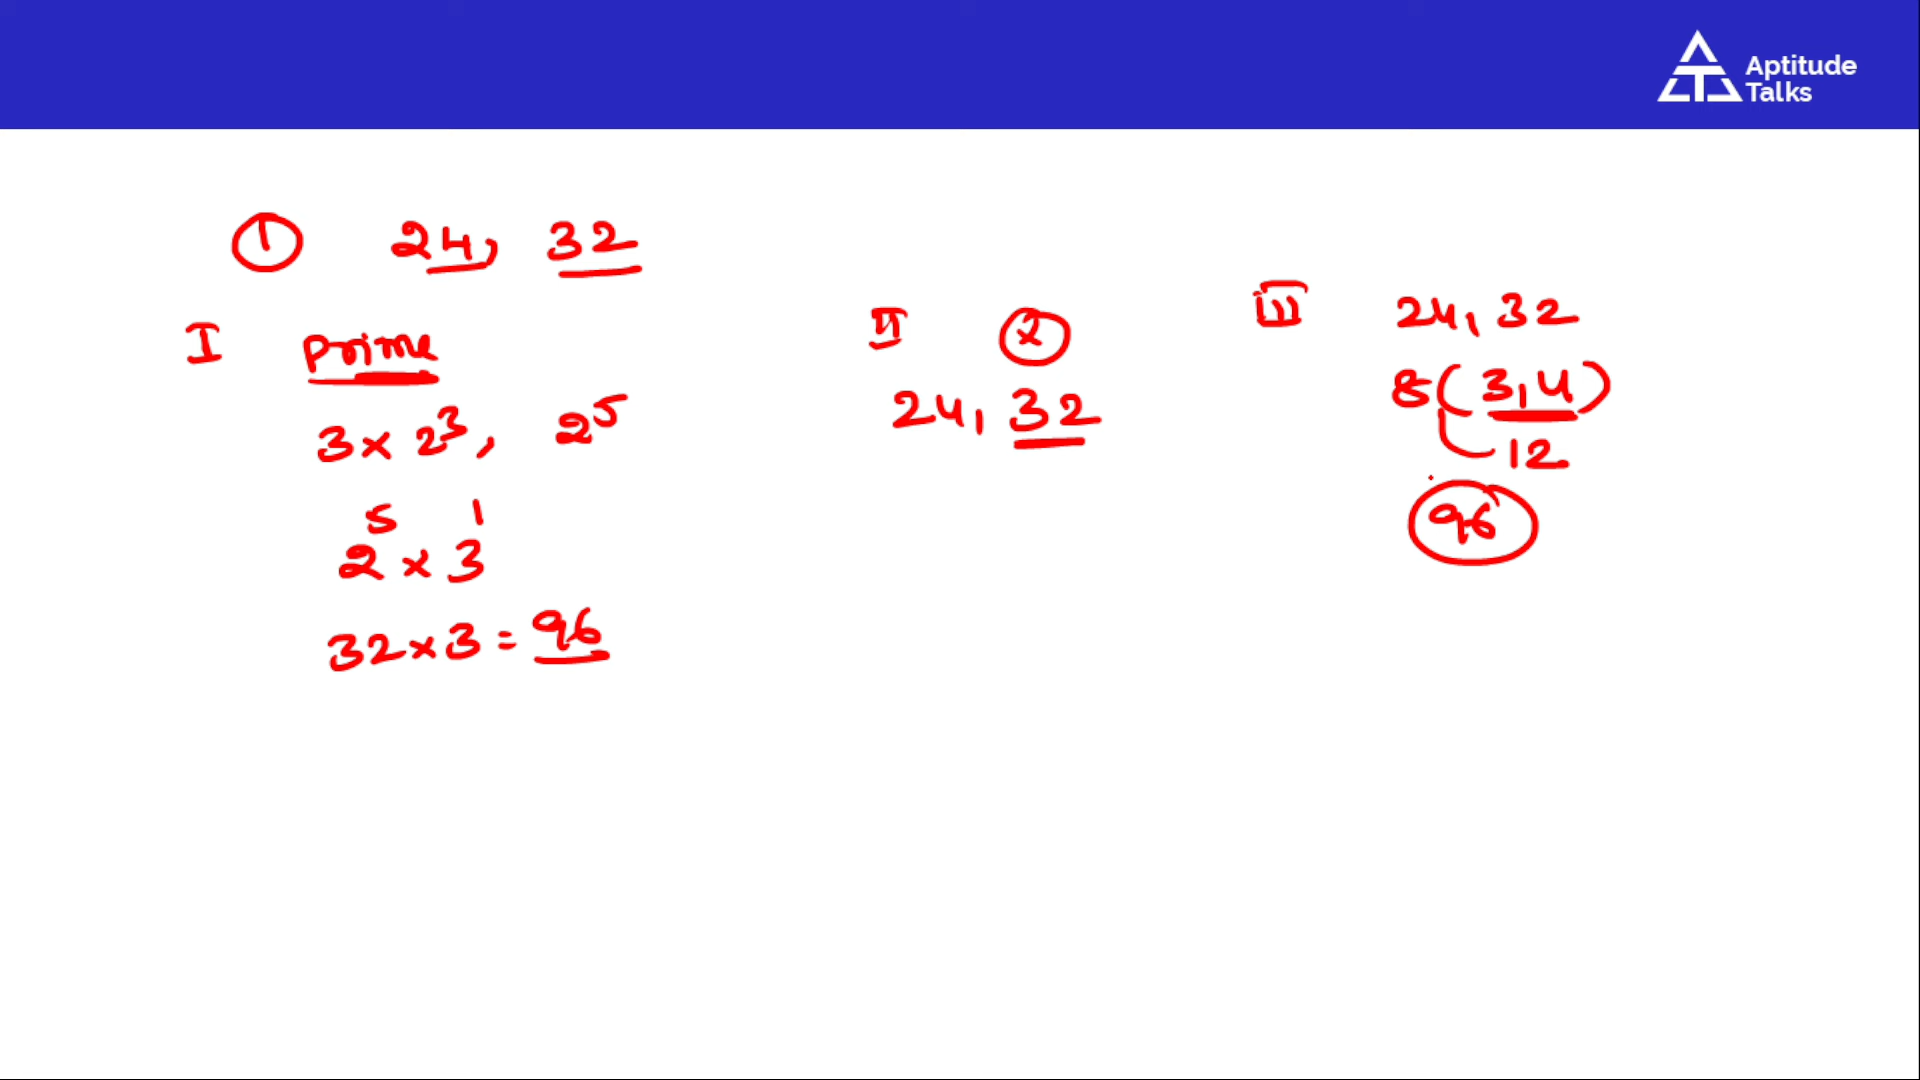 Aptitude
Talks
① 24, 32
I prime
3 × 2³, 2⁵
2⁵ × 3¹
32 × 3 = 96
II ②
24, 32
iii 24, 32
8 ( 3, 4 )
12
96